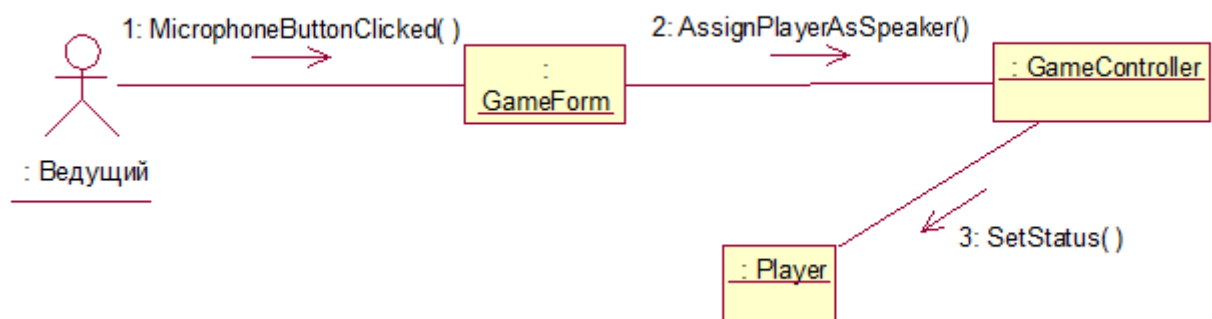 1: MicrophoneButtonClicked( )
2: AssignPlayerAsSpeaker()
:
GameForm
: GameController
: Ведущий
3: SetStatus( )
: Player